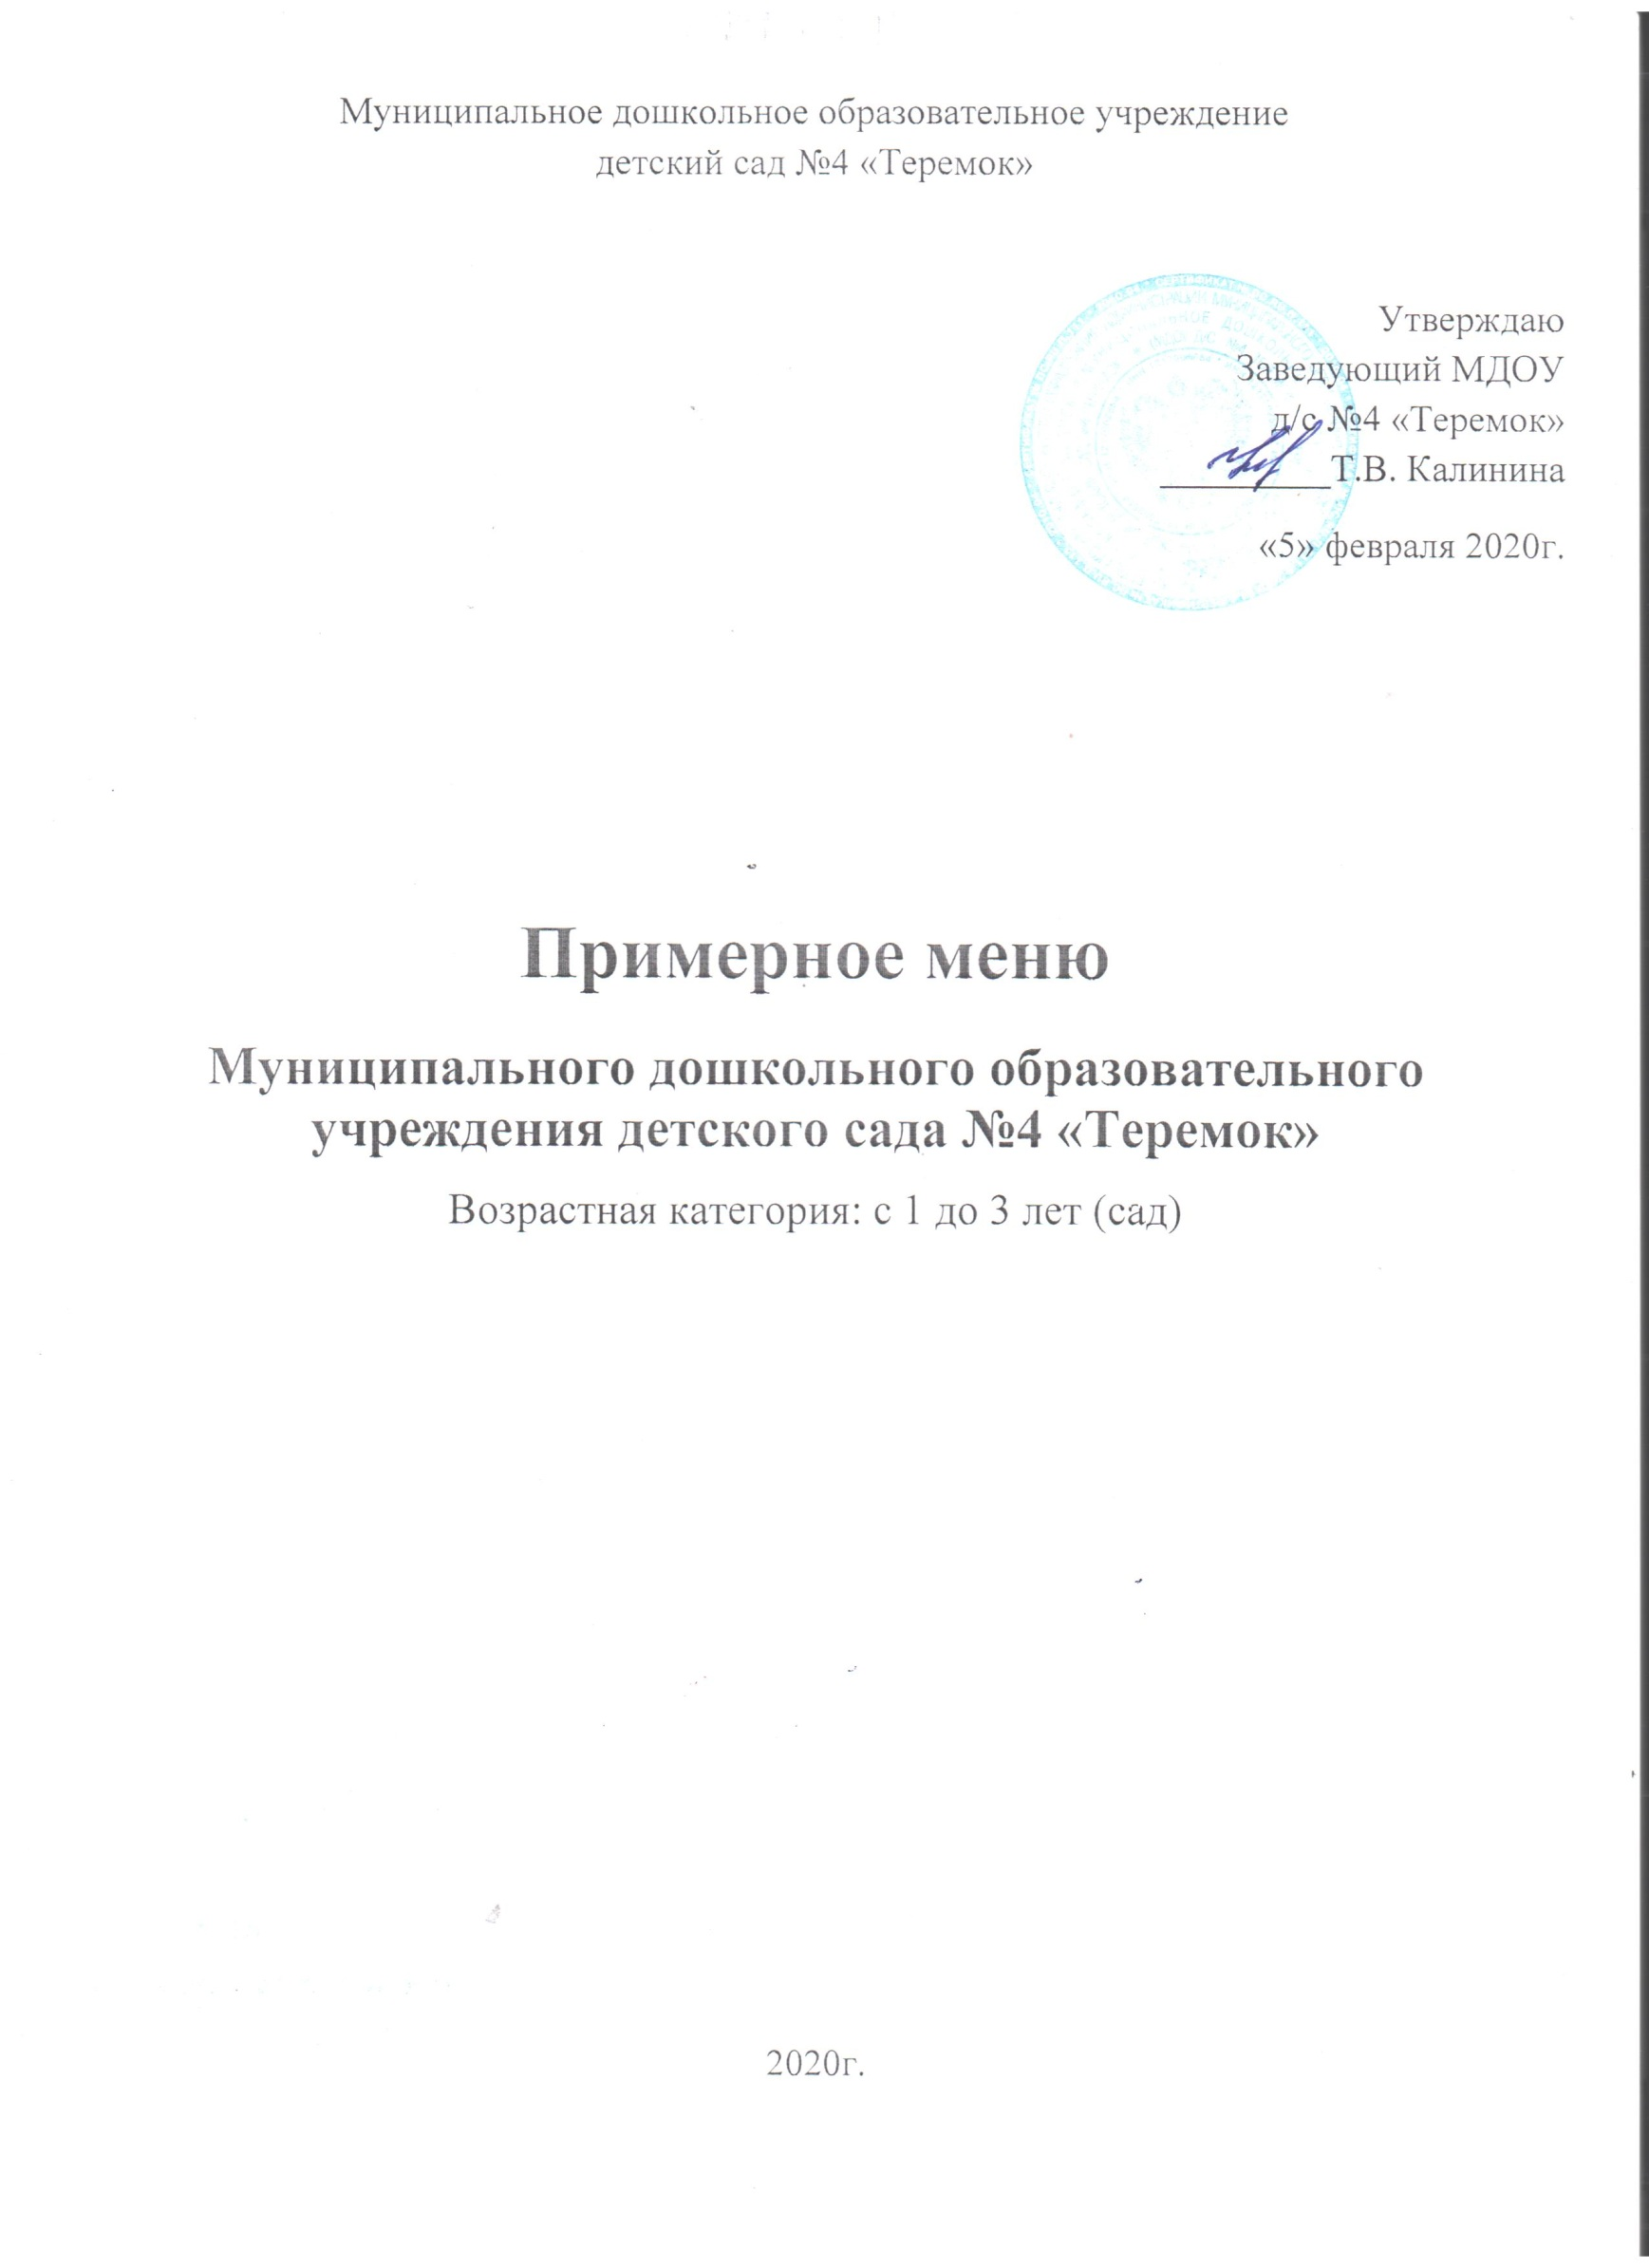 Муниципальное дошкольное образовательное учреждение
детский сад №4 «Теремок»
Утверждаю
Заведующий МДОУ
д/с №4 «Теремок»
Т.В. Калинина
«5» февраля 2020г.
Примерное меню
Муниципального дошкольного образовательного
учреждения детского сада №4 «Теремок»
Возрастная категория: с 1 до 3 лет (сад)
2020г.